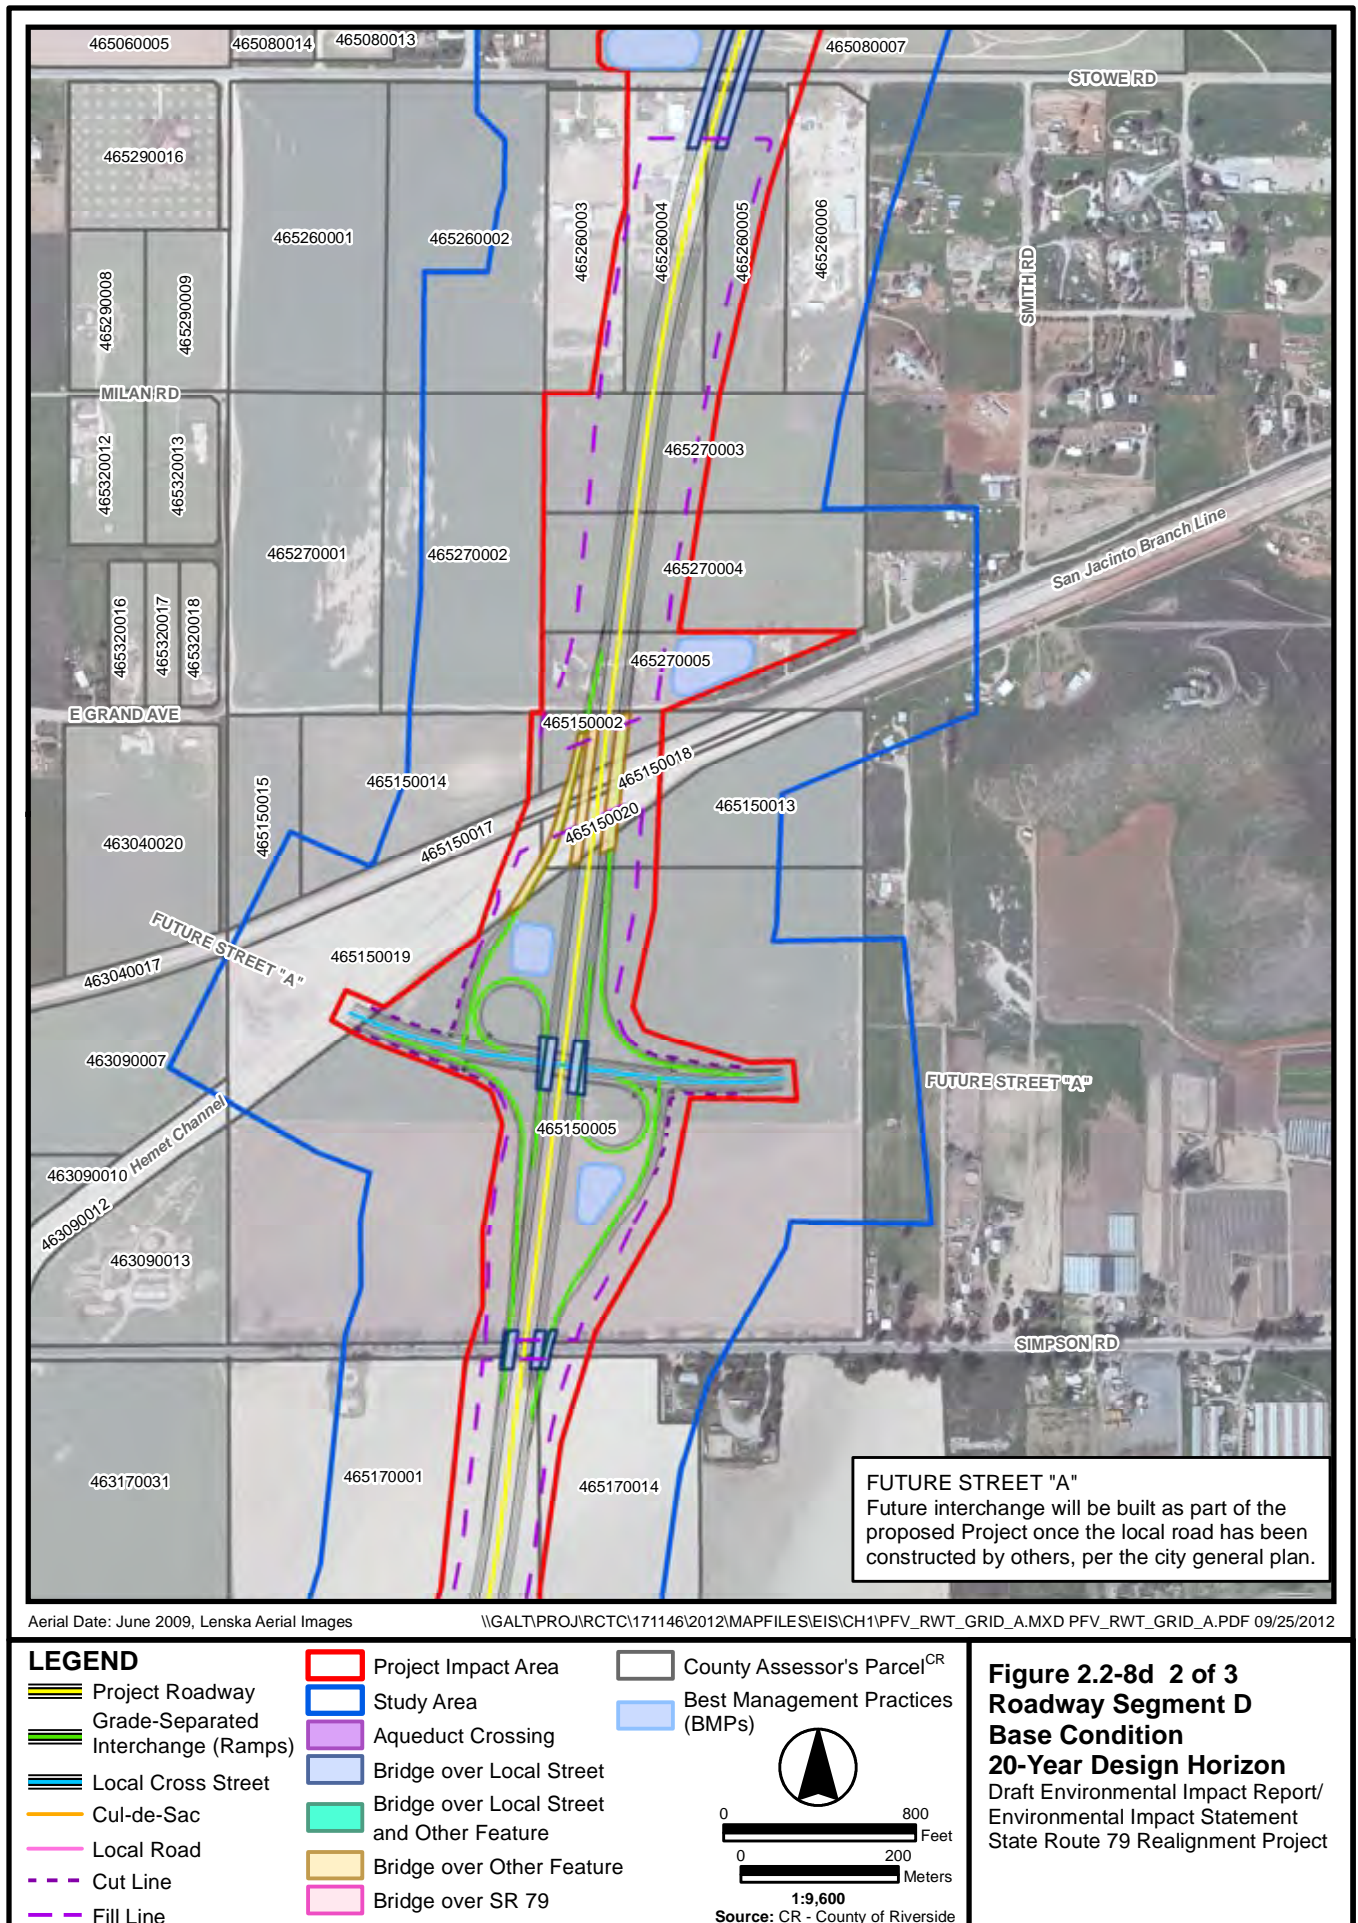 465060005
465080014
465080013
465080007
STOWE RD
465290016
465260001
465260002
465260003
465260004
465260005
465260006
SMITH RD
465290008
465290009
MILAN RD
465320012
465320013
465270003
465270001
465270002
465270004
San Jacinto Branch Line
465320016
465320017
465320018
465270005
E GRAND AVE
465150002
465150018
465150014
465150015
465150013
465150020
465150017
463040020
FUTURE STREET "A"
465150019
463040017
463090007
FUTURE STREET "A"
Hemet Channel
465150005
463090010
463090012
463090013
SIMPSON RD
463170031
465170001
465170014
FUTURE STREET "A"
Future interchange will be built as part of the
proposed Project once the local road has been
constructed by others, per the city general plan.
Aerial Date: June 2009, Lenska Aerial Images
\\GALT\PROJ\RCTC\171146\2012\MAPFILES\EIS\CH1\PFV_RWT_GRID_A.MXD PFV_RWT_GRID_A.PDF 09/25/2012
LEGEND
Project Roadway
Grade-Separated
Interchange (Ramps)
Local Cross Street
Cul-de-Sac
Local Road
Cut Line
Fill Line
Project Impact Area
Study Area
Aqueduct Crossing
Bridge over Local Street
Bridge over Local Street
and Other Feature
Bridge over Other Feature
Bridge over SR 79
County Assessor's Parcel CR
Best Management Practices
(BMPs)
0 800
Feet
0 200
Meters
1:9,600
Source: CR - County of Riverside
Figure 2.2-8d 2 of 3
Roadway Segment D
Base Condition
20-Year Design Horizon
Draft Environmental Impact Report/
Environmental Impact Statement
State Route 79 Realignment Project